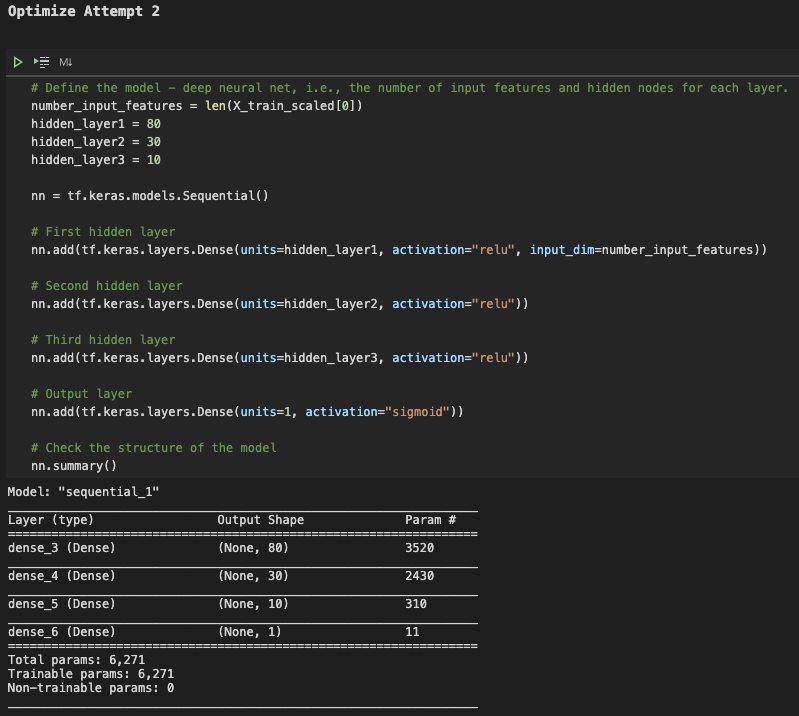 Optimize Attempt 2
M↓
# Define the model - deep neural net, i.e., the number of input features and hidden nodes for each layer.
number_input_features = len(X_train_scaled[0])
hidden_layer1 = 80
hidden_layer2 = 30
hidden_layer3 = 10
nn = tf.keras.models.Sequential()
# First hidden layer
nn.add(tf.keras.layers.Dense(units=hidden_layer1, activation="relu", input_dim=number_input_features))
# Second hidden layer
nn.add(tf.keras.layers.Dense(units=hidden_layer2, activation="relu"))
# Third hidden layer
nn.add(tf.keras.layers.Dense(units=hidden_layer3, activation="relu"))
# Output layer
nn.add(tf.keras.layers.Dense(units=1, activation="sigmoid"))
# Check the structure of the model
nn.summary()
Model: "sequential_1"
_________________________________________________________________
Layer (type)                 Output Shape              Param #
=================================================================
dense_3 (Dense)              (None, 80)                3520
_________________________________________________________________
dense_4 (Dense)              (None, 30)                2430
_________________________________________________________________
dense_5 (Dense)              (None, 10)                310
_________________________________________________________________
dense_6 (Dense)              (None, 1)                 11
=================================================================
Total params: 6,271
Trainable params: 6,271
Non-trainable params: 0
_________________________________________________________________